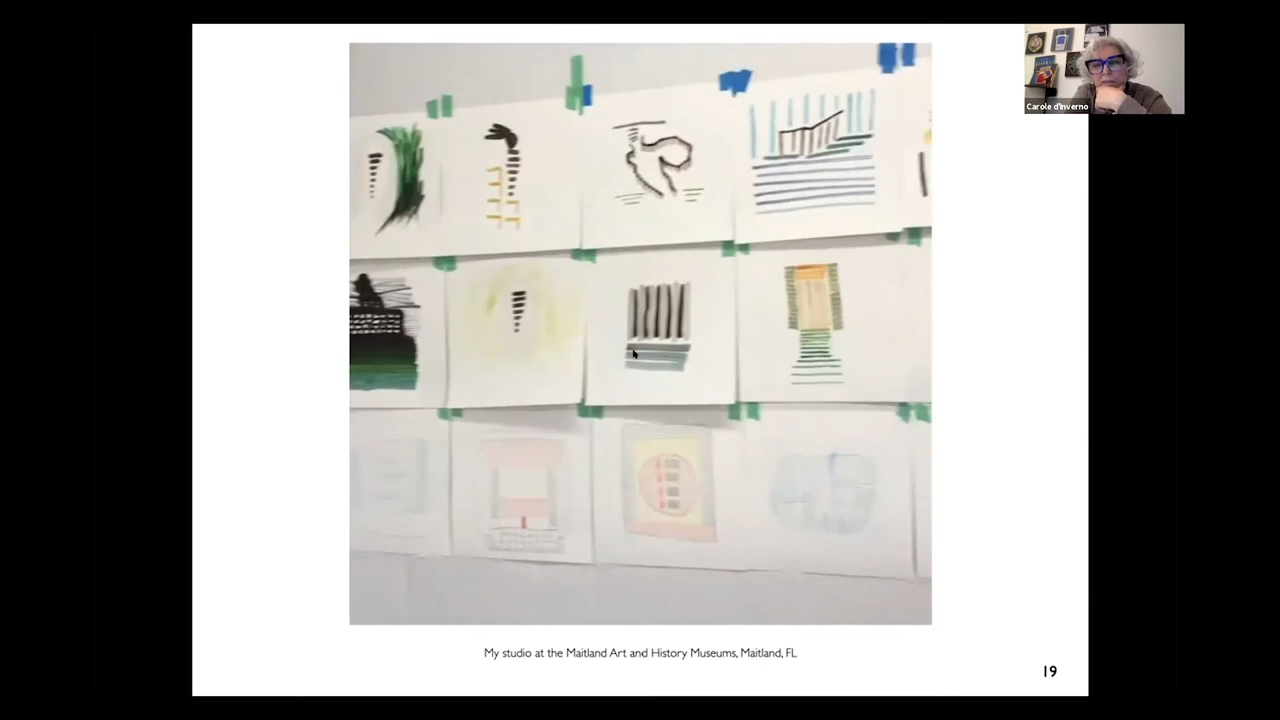 Carole d'Inverno
My studio at the Maitland Art and History Museums, Maitland, FL
19